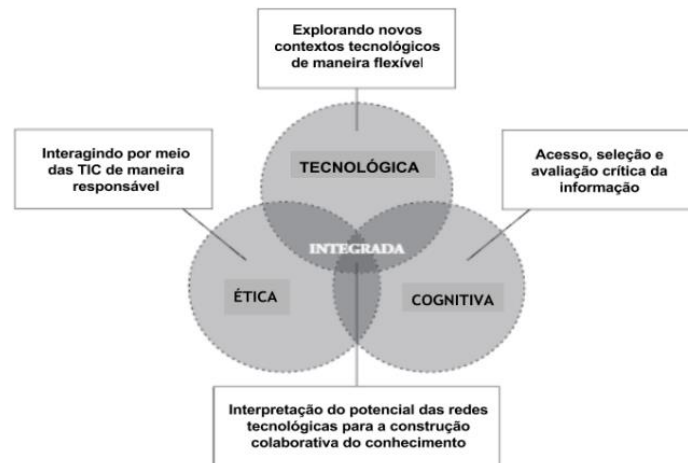 Explorando novos
contextos tecnológicos
de maneira flexível
Interagindo por meio
das TIC de maneira
responsável
TECNOLÓGICA
Acesso, seleção e
avaliação crítica da
informação
INTEGRADA
ÉTICA
COGNITIVA
Interpretação do potencial das redes
tecnológicas para a construção
colaborativa do conhecimento